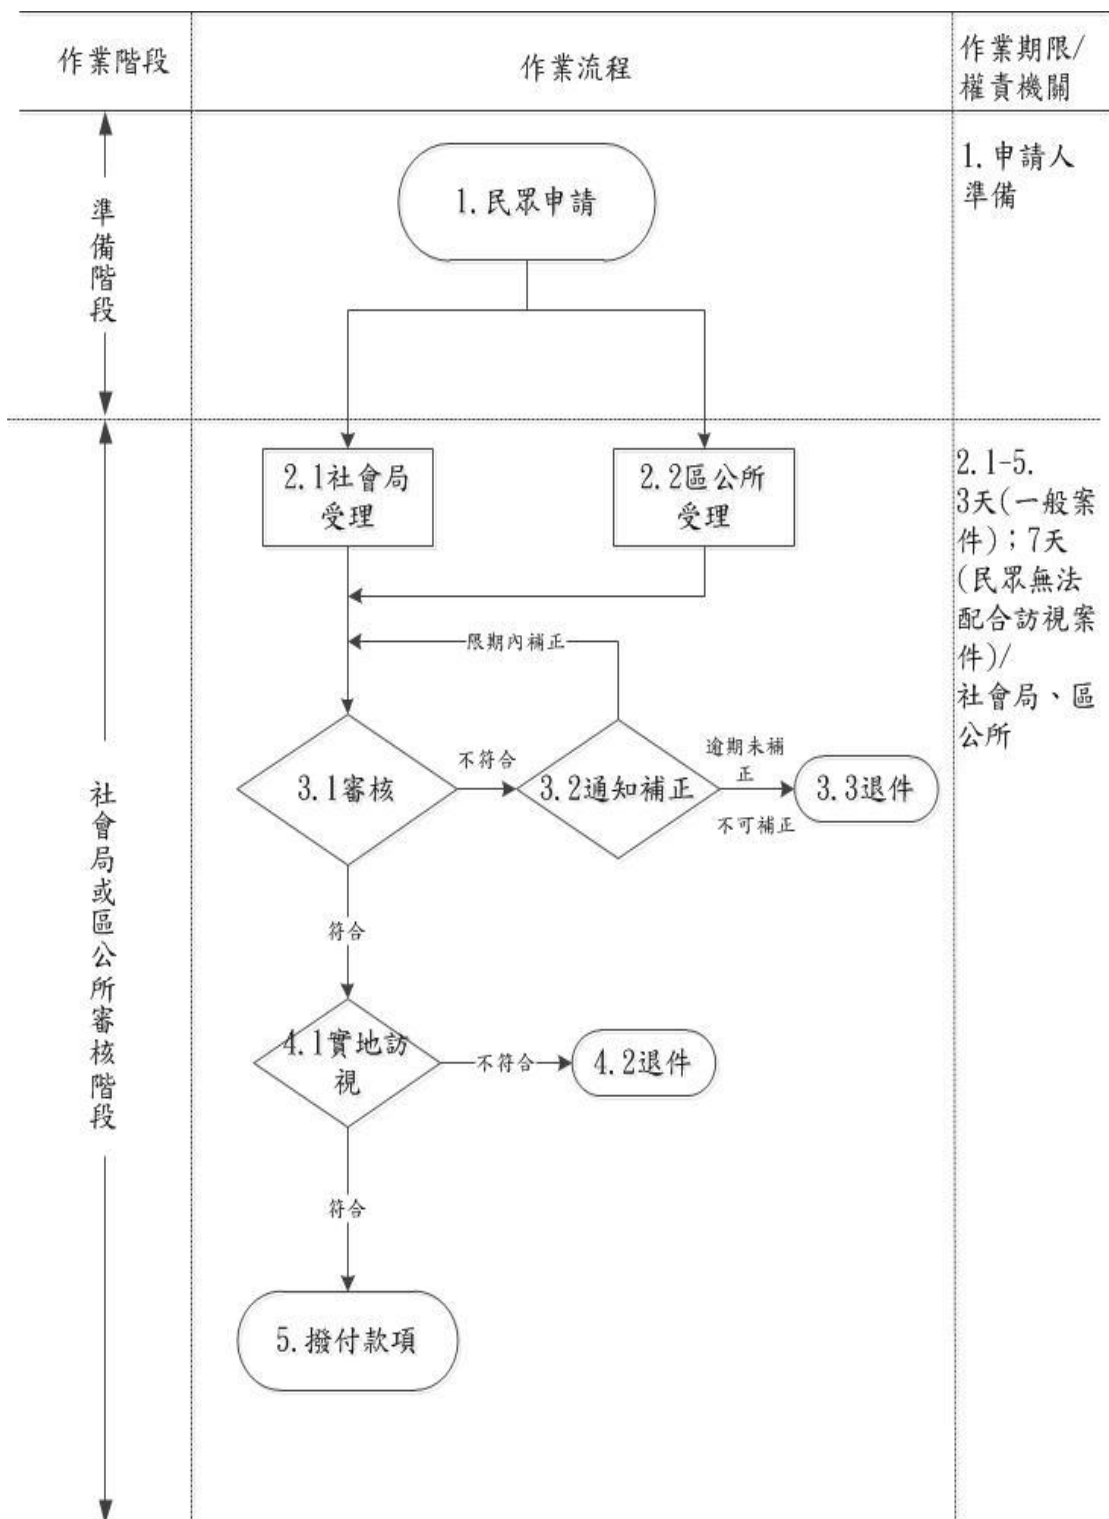 作業階段
作業流程
作業期限/
權責機關
準備階段
1.民眾申請
1.申請人
準備
社會局或區公所審核階段
2.1社會局
受理
2.2區公所
受理
2.1-5.
3天(一般案
件)；7天
(民眾無法
配合訪視案
件)/
社會局、區
公所
限期內補正
3.1審核
不符合
3.2通知補正
逾期未補
正
不可補正
3.3退件
符合
4.1實地訪
視
不符合
4.2退件
符合
5.撥付款項